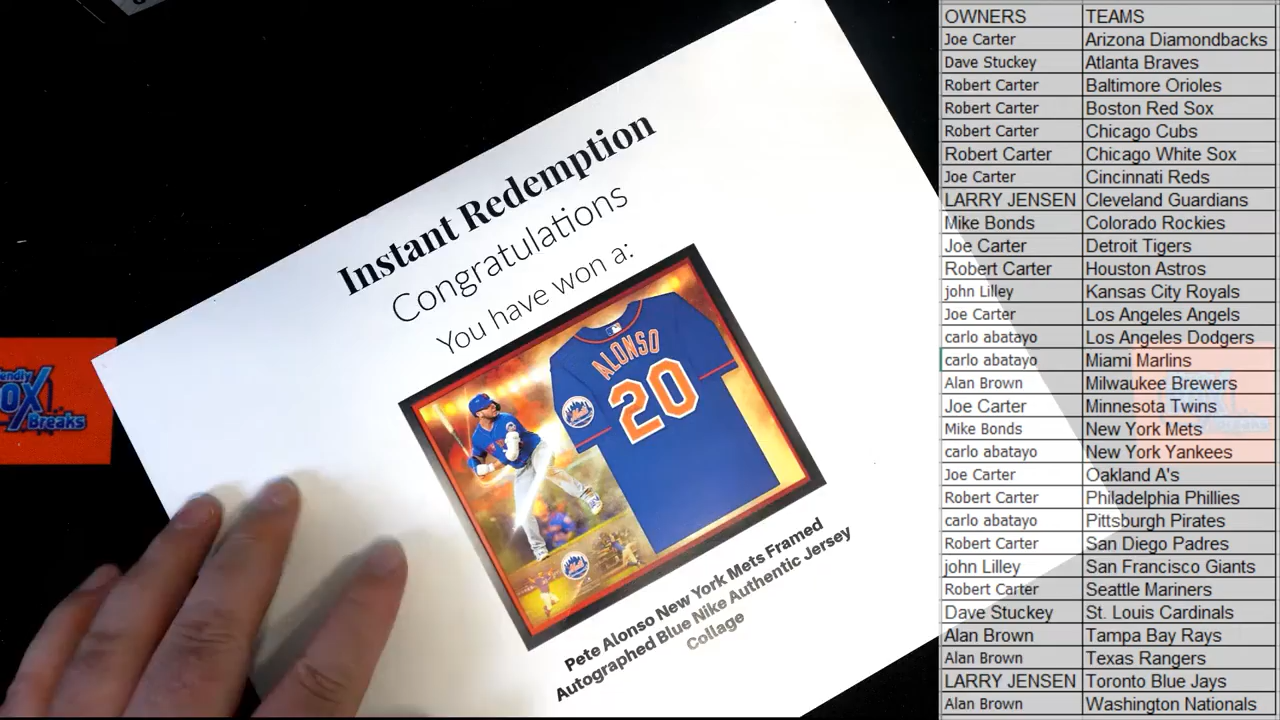 Instant Redemption
Congratulations
You have won a:
ALONSO
20
Mets
Pete Alonso New York Mets Framed
Autographed Blue Nike Authentic Jersey
Collage
OX
Breaks
OWNERS TEAMS
Joe Carter Arizona Diamondbacks
Dave Stuckey Atlanta Braves
Robert Carter Baltimore Orioles
Robert Carter Boston Red Sox
Robert Carter Chicago Cubs
Robert Carter Chicago White Sox
Joe Carter Cincinnati Reds
LARRY JENSEN Cleveland Guardians
Mike Bonds Colorado Rockies
Joe Carter Detroit Tigers
Robert Carter Houston Astros
john Lilley Kansas City Royals
Joe Carter Los Angeles Angels
carlo abatayo Los Angeles Dodgers
carlo abatayo Miami Marlins
Alan Brown Milwaukee Brewers
Joe Carter Minnesota Twins
Mike Bonds New York Mets
carlo abatayo New York Yankees
Joe Carter Oakland A's
Robert Carter Philadelphia Phillies
carlo abatayo Pittsburgh Pirates
Robert Carter San Diego Padres
john Lilley San Francisco Giants
Robert Carter Seattle Mariners
Dave Stuckey St. Louis Cardinals
Alan Brown Tampa Bay Rays
Alan Brown Texas Rangers
LARRY JENSEN Toronto Blue Jays
Alan Brown Washington Nationals